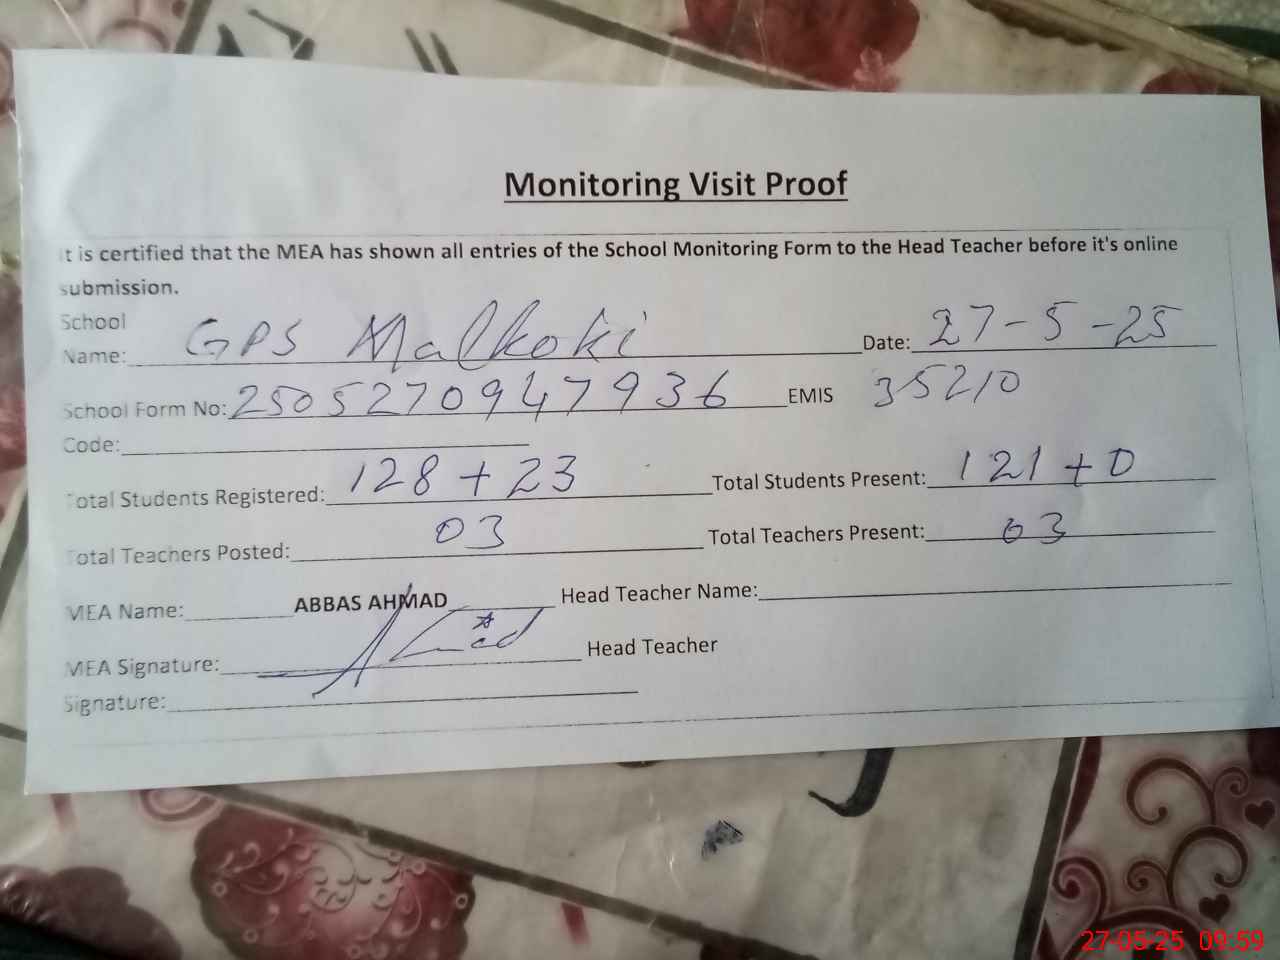 Monitoring Visit Proof
It is certified that the MEA has shown all entries of the School Monitoring Form to the Head Teacher before it's online
submission.
School
Name: GPS Malkoki Date: 27-5-25
School Form No: 2505270947936 EMIS 35210
Code:
Total Students Registered: 128 + 23 Total Students Present: 121 + 0
Total Teachers Posted: 03 Total Teachers Present: 03
MEA Name: ABBAS AHMAD Head Teacher Name:
MEA Signature: Head Teacher
Signature:
27-05-25 09:59